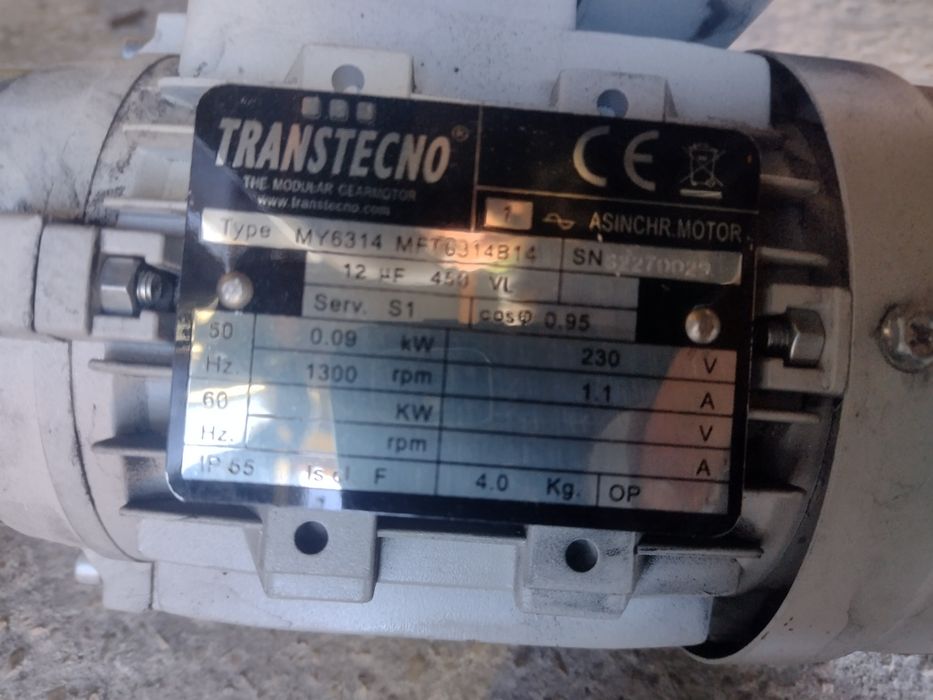 TRANSTECNO®
THE MODULAR GEARMOTOR
www.transtecno.com
CE
1 ~ ASINCHR.MOTOR
Type MY6314 MFT6314B14 SN
12 µF 450 VL
Serv. S1 cosφ 0.95
50 Hz. 0.09 kW 230 V
1300 rpm 1.1 A
60 Hz. KW V
rpm A
IP 55 Is.cl F 4.0 Kg. OP